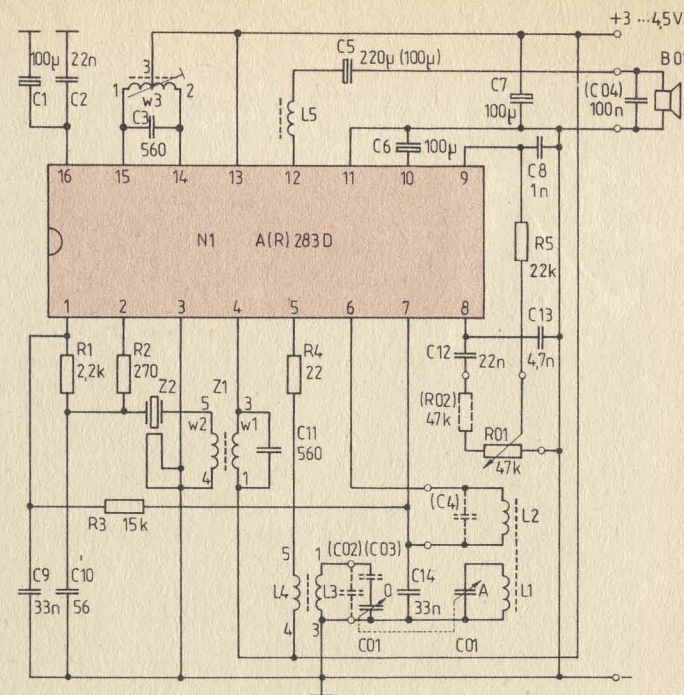 +3 ...4,5V
100µ 22n
C1 C2
3
1 2
w3
C3
560
C5
220µ (100µ)
L5
C7
100µ
(C04)
100n
B01
C6 100µ
C8
1n
16 15 14 13 12 11 10 9
N1 A(R) 283 D
R5
22k
1 2 3 4 5 6 7 8
R1
2,2k
R2
270
Z2
Z1
5 3
w2 w1
4 1
C11
560
R4
22
C12
22n
C13
4,7n
(R02)
47k
R01
47k
R3 15k
(C4)
L2
C9
33n
C10
56
5
L4
4
1
L3
3
(C02) (C03)
0
C01
C14
33n
A
C01
L1
−